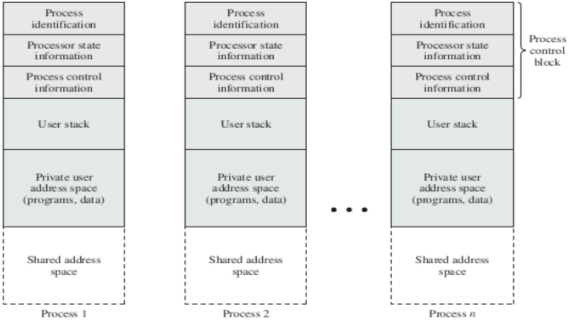 Process
identification
Processor state
information
Process control
information
User stack
Private user
address space
(programs, data)
Shared address
space
Process 1
Process
identification
Processor state
information
Process control
information
User stack
Private user
address space
(programs, data)
Shared address
space
Process 2
• • •
Process
identification
Processor state
information
Process control
information
User stack
Private user
address space
(programs, data)
Shared address
space
Process n
Process
control
block